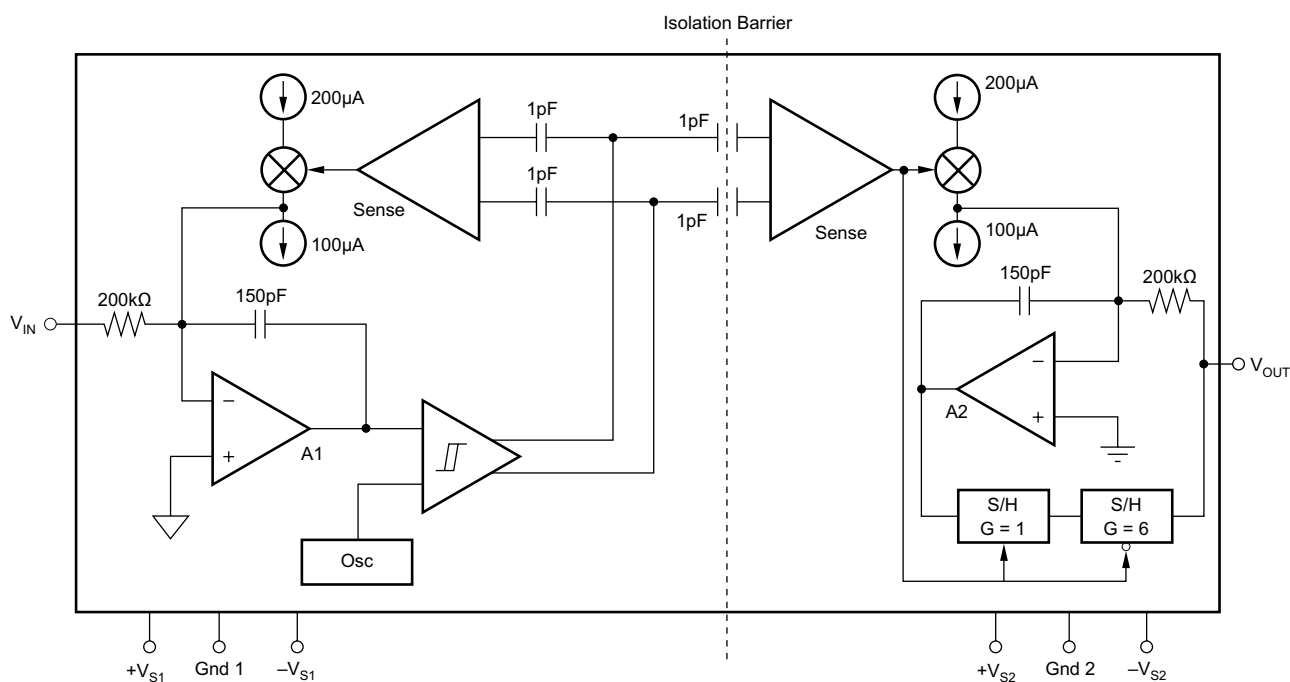 Isolation Barrier
200µA
1pF
1pF
200µA
1pF
Sense
1pF
Sense
100µA
100µA
200kΩ
150pF
150pF
200kΩ
V_IN
V_OUT
−
+
A1
−
+
A2
S/H
G = 1
S/H
G = 6
Osc
+V_S1
Gnd 1
–V_S1
+V_S2
Gnd 2
–V_S2